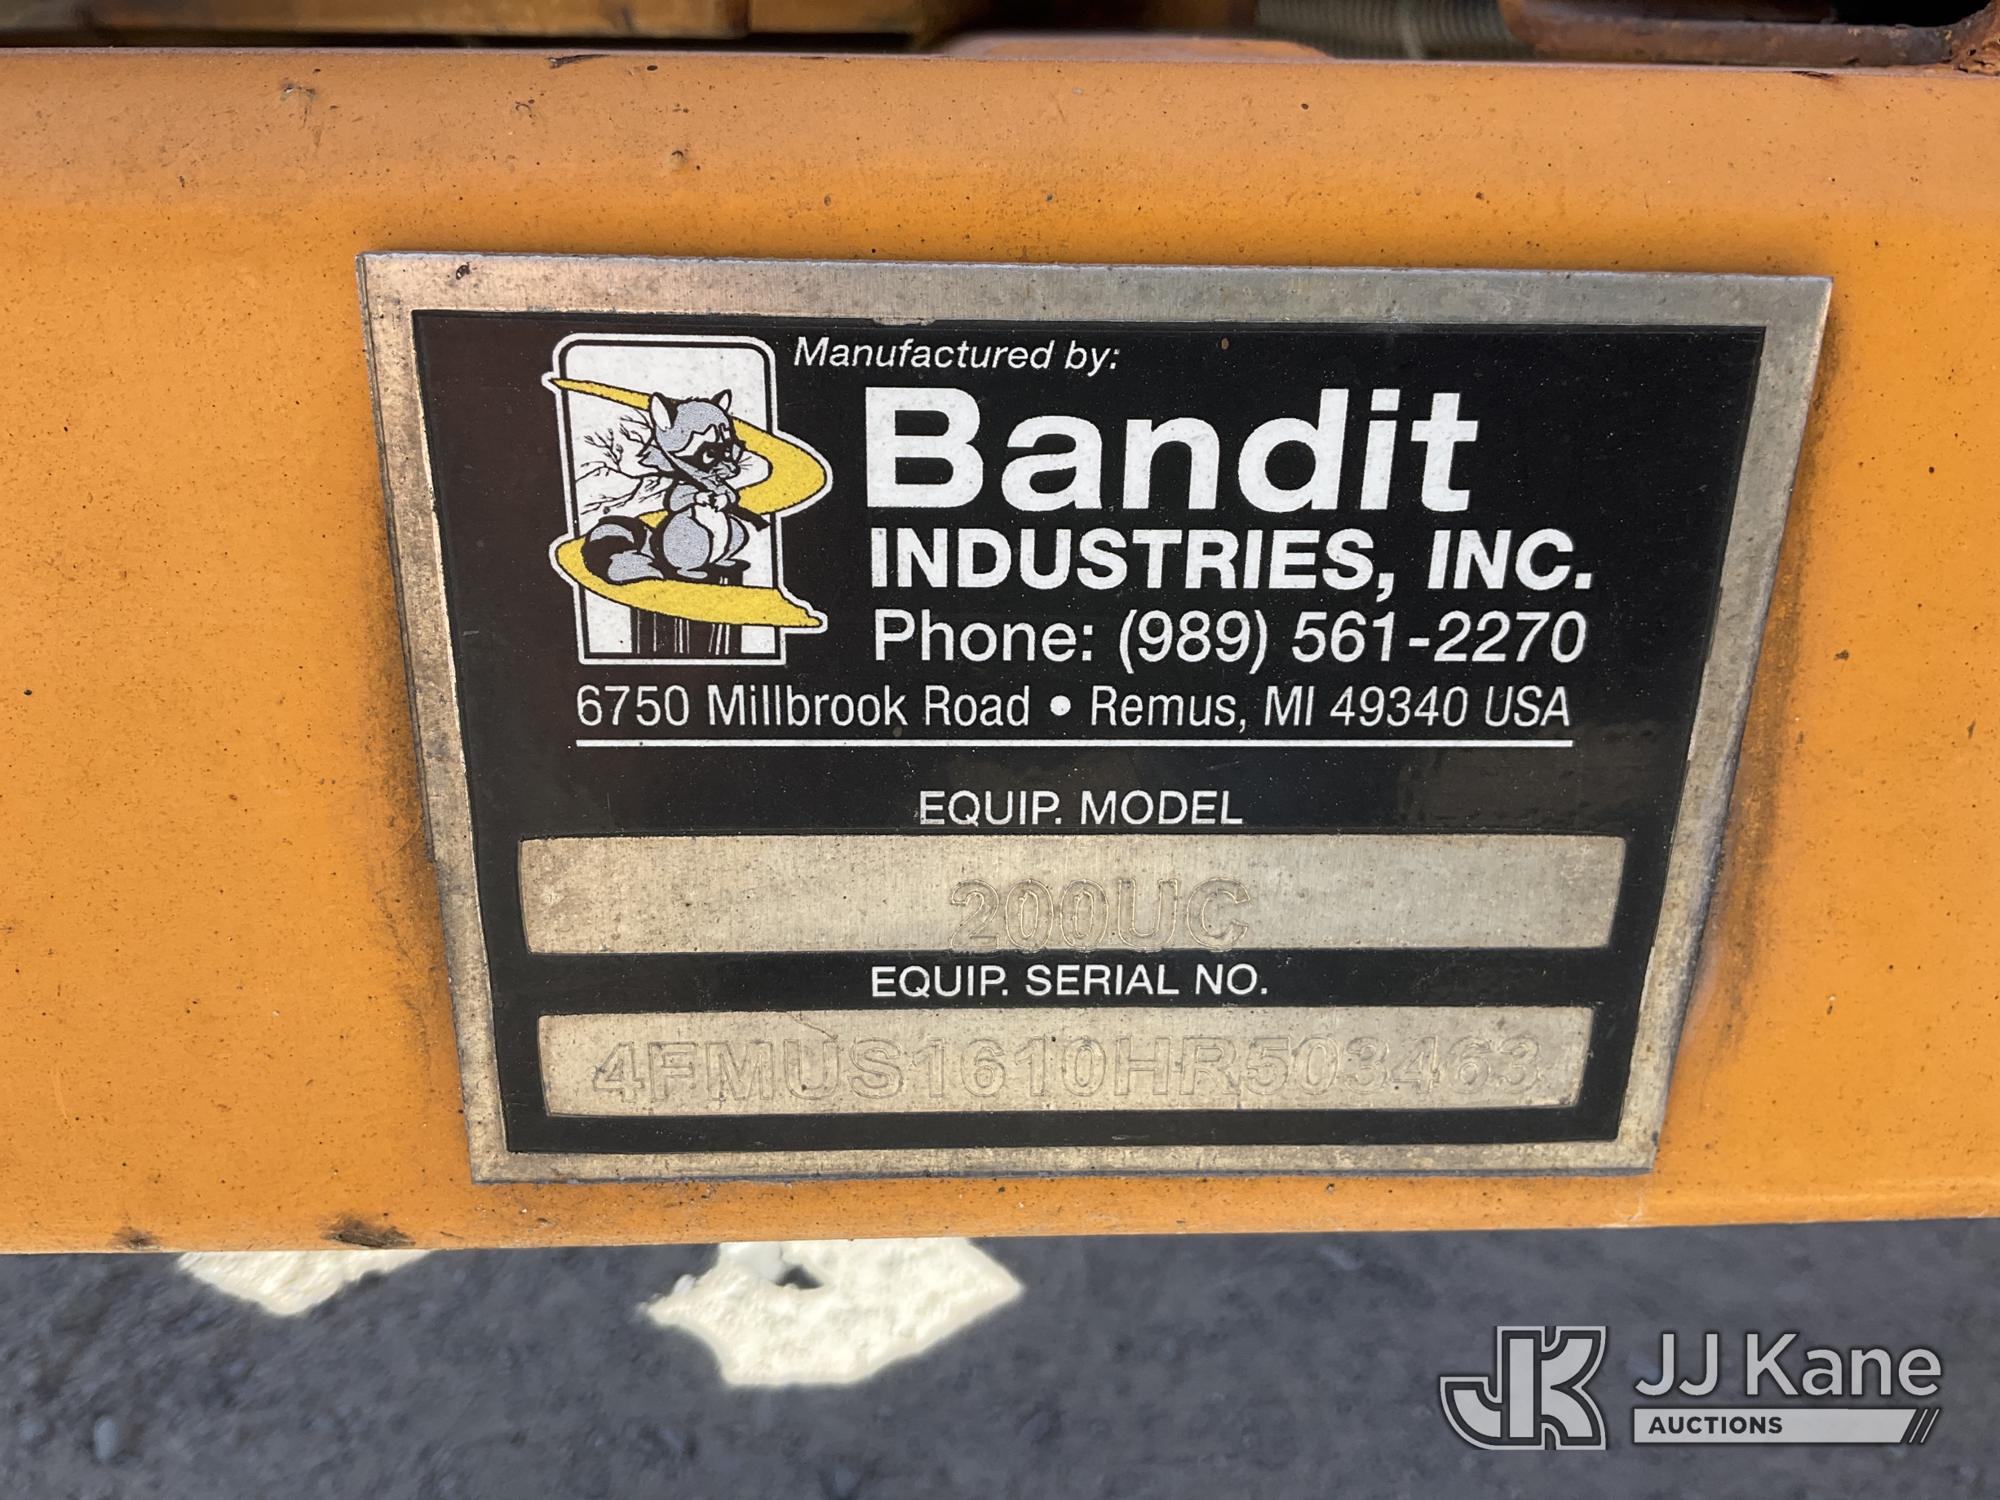 Manufactured by:
Bandit
INDUSTRIES, INC.
Phone: (989) 561-2270
6750 Millbrook Road • Remus, MI 49340 USA
EQUIP. MODEL
200UC
EQUIP. SERIAL NO.
4FMUS1610HR503463
JK JJ Kane
AUCTIONS